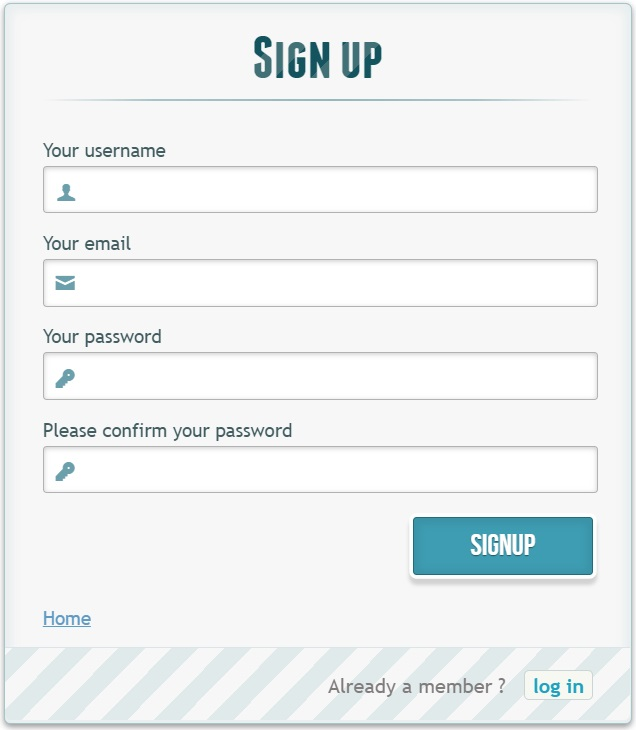 Sign up
Your username
Your email
Your password
Please confirm your password
SIGNUP
Home
Already a member ? log in